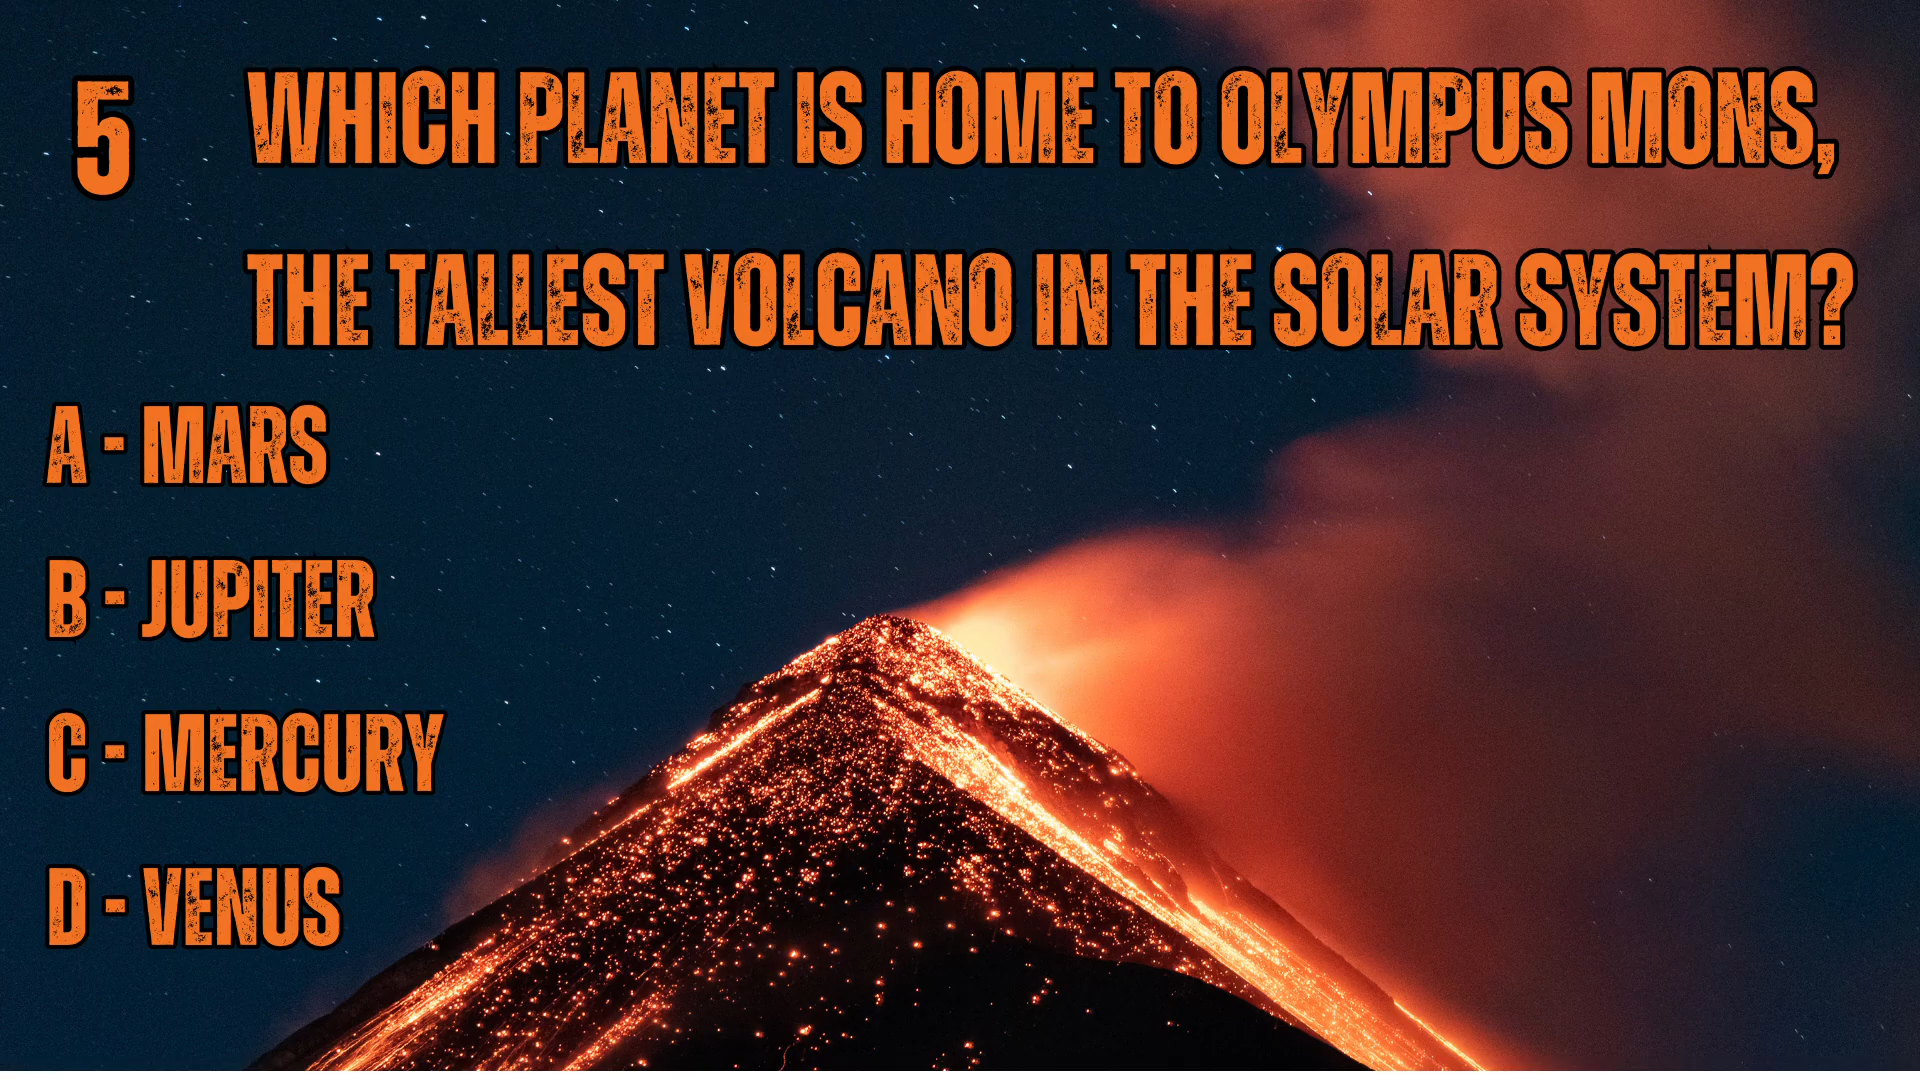 5 WHICH PLANET IS HOME TO OLYMPUS MONS,
THE TALLEST VOLCANO IN THE SOLAR SYSTEM?
A - MARS
B - JUPITER
C - MERCURY
D - VENUS